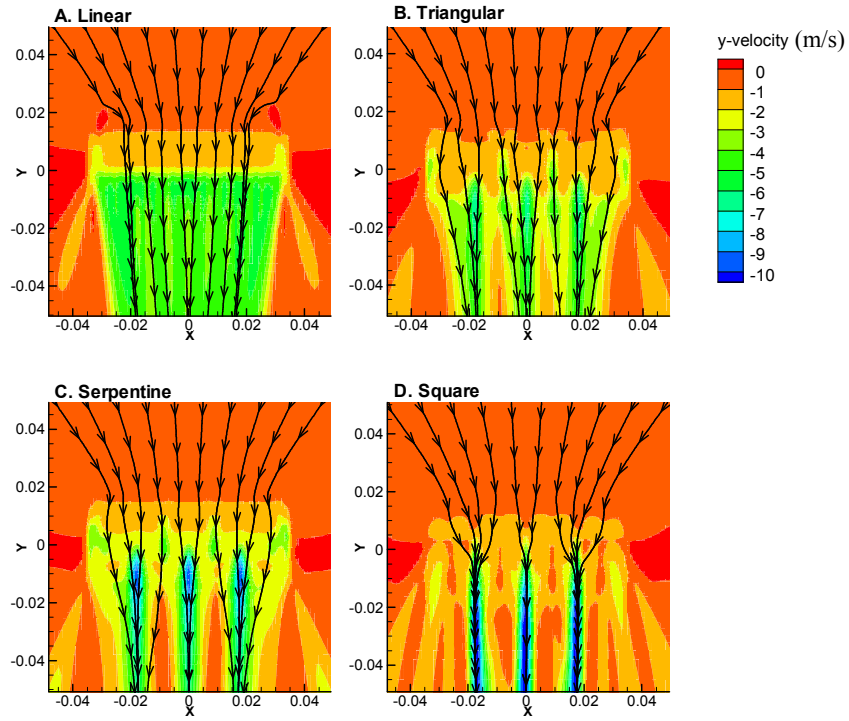 A. Linear
B. Triangular
y-velocity (m/s)
0
-1
-2
-3
-4
-5
-6
-7
-8
-9
-10
0.04
0.02
0
-0.02
-0.04
Y
-0.04 -0.02 0 0.02 0.04
X
0.04
0.02
0
-0.02
-0.04
Y
-0.04 -0.02 0 0.02 0.04
X
C. Serpentine
D. Square
0.04
0.02
0
-0.02
-0.04
Y
-0.04 -0.02 0 0.02 0.04
X
0.04
0.02
0
-0.02
-0.04
Y
-0.04 -0.02 0 0.02 0.04
X